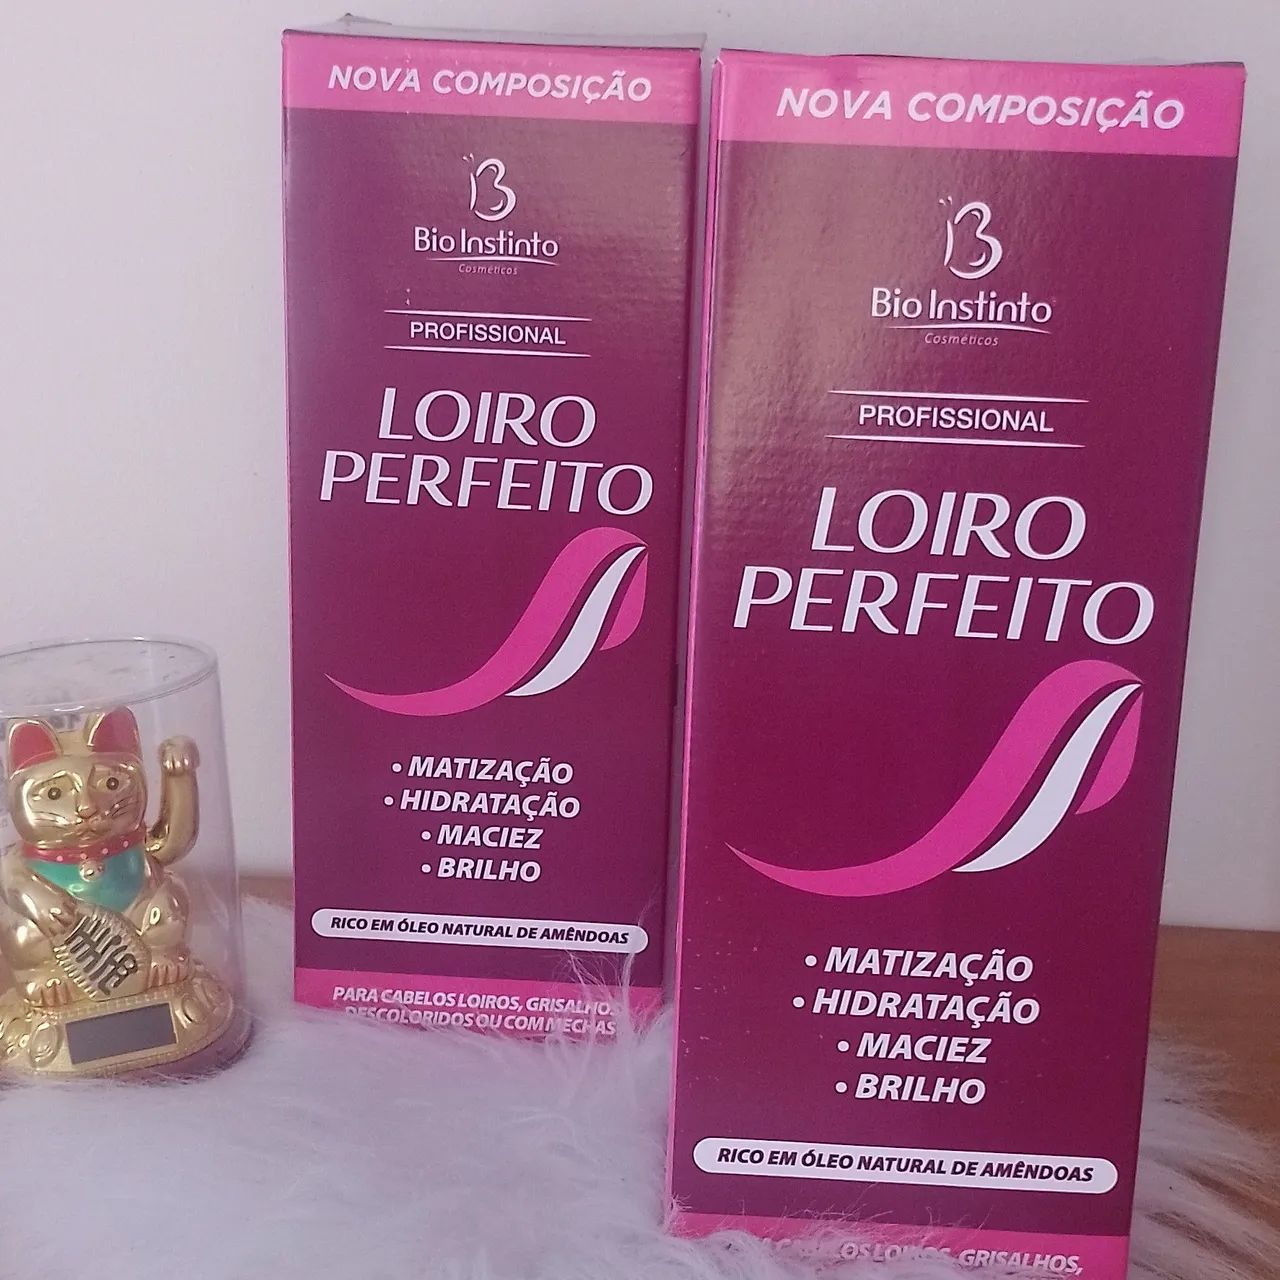 NOVA COMPOSIÇÃO
B
Bio Instinto
Cosméticos
PROFISSIONAL
LOIRO
PERFEITO
• MATIZAÇÃO
• HIDRATAÇÃO
• MACIEZ
• BRILHO
RICO EM ÓLEO NATURAL DE AMÊNDOAS
PARA CABELOS LOIROS, GRISALHOS
DESCOLORIDOS OU COM MECHAS
NOVA COMPOSIÇÃO
B
Bio Instinto
Cosméticos
PROFISSIONAL
LOIRO
PERFEITO
• MATIZAÇÃO
• HIDRATAÇÃO
• MACIEZ
• BRILHO
RICO EM ÓLEO NATURAL DE AMÊNDOAS
LOIROS, GRISALHOS,